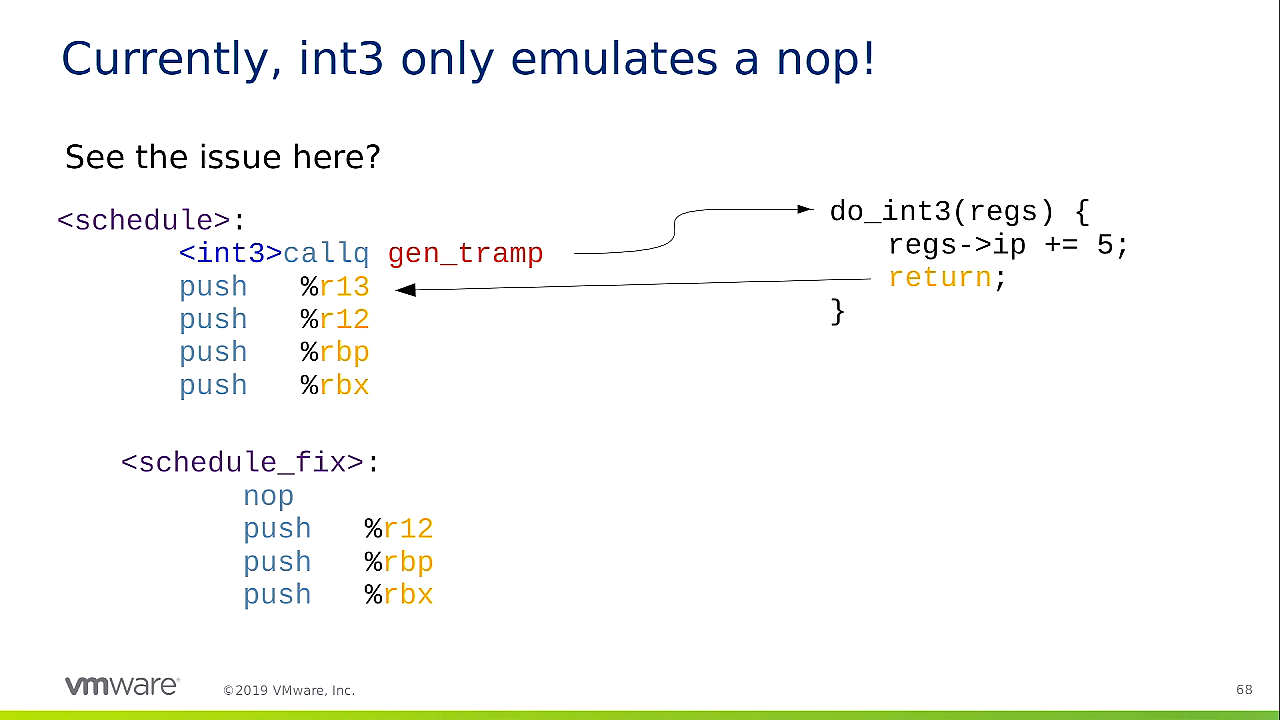 Currently, int3 only emulates a nop!
See the issue here?
<schedule>:
<int3>callq gen_tramp
push %r13
push %r12
push %rbp
push %rbx
do_int3(regs) {
regs->ip += 5;
return;
}
<schedule_fix>:
nop
push %r12
push %rbp
push %rbx
vmware
©2019 VMware, Inc.
68